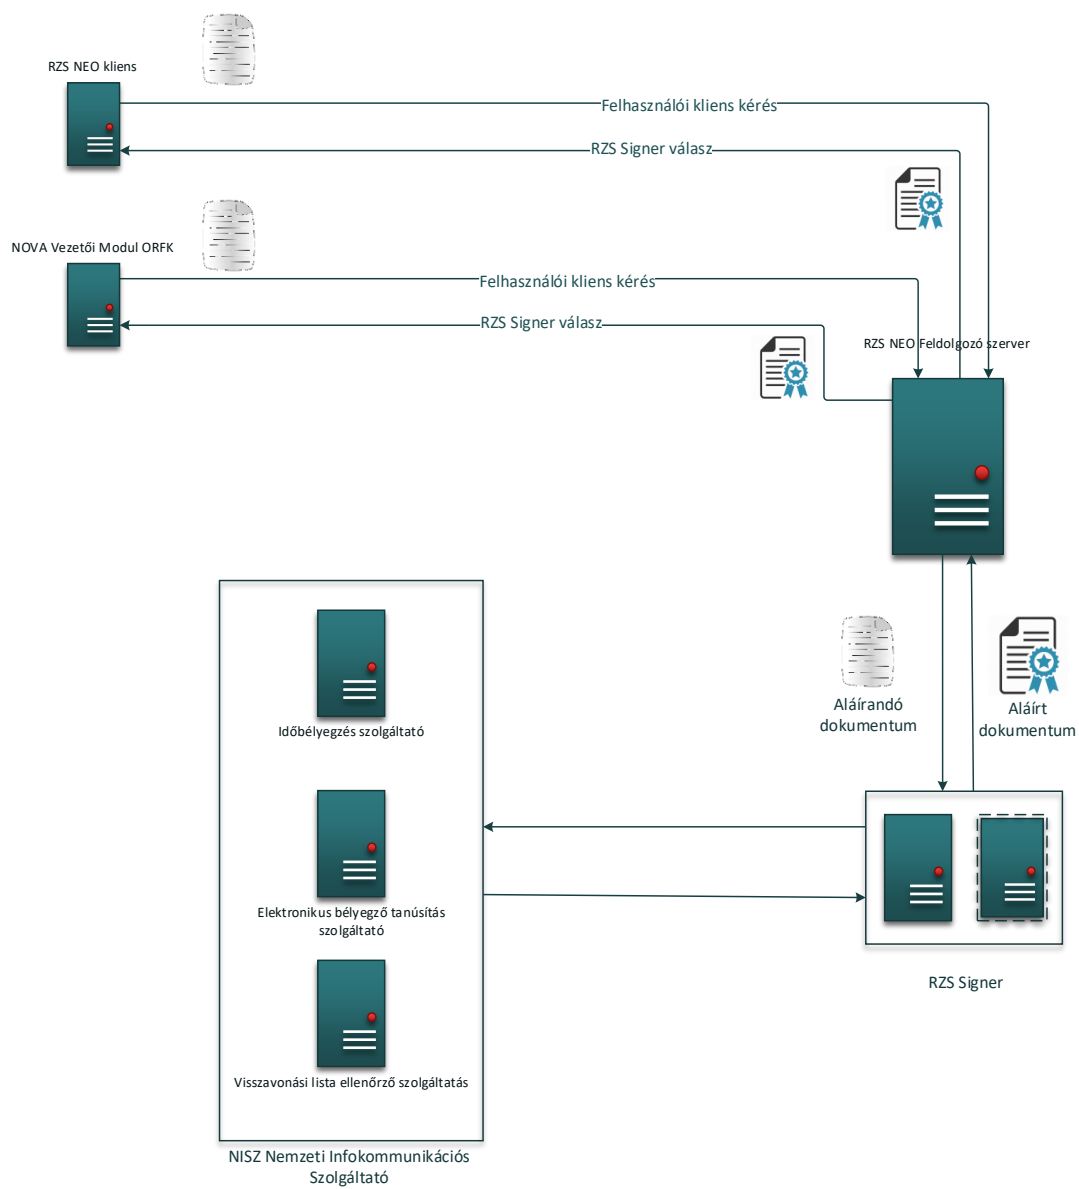 RZS NEO kliens
Felhasználói kliens kérés
RZS Signer válasz
NOVA Vezetői Modul ORFK
Felhasználói kliens kérés
RZS Signer válasz
RZS NEO Feldolgozó szerver
Aláírandó
dokumentum
Aláírt
dokumentum
Időbélyegzés szolgáltató
Elektronikus bélyegző tanúsítás
szolgáltató
RZS Signer
Visszavonási lista ellenőrző szolgáltatás
NISZ Nemzeti Infokommunikációs
Szolgáltató